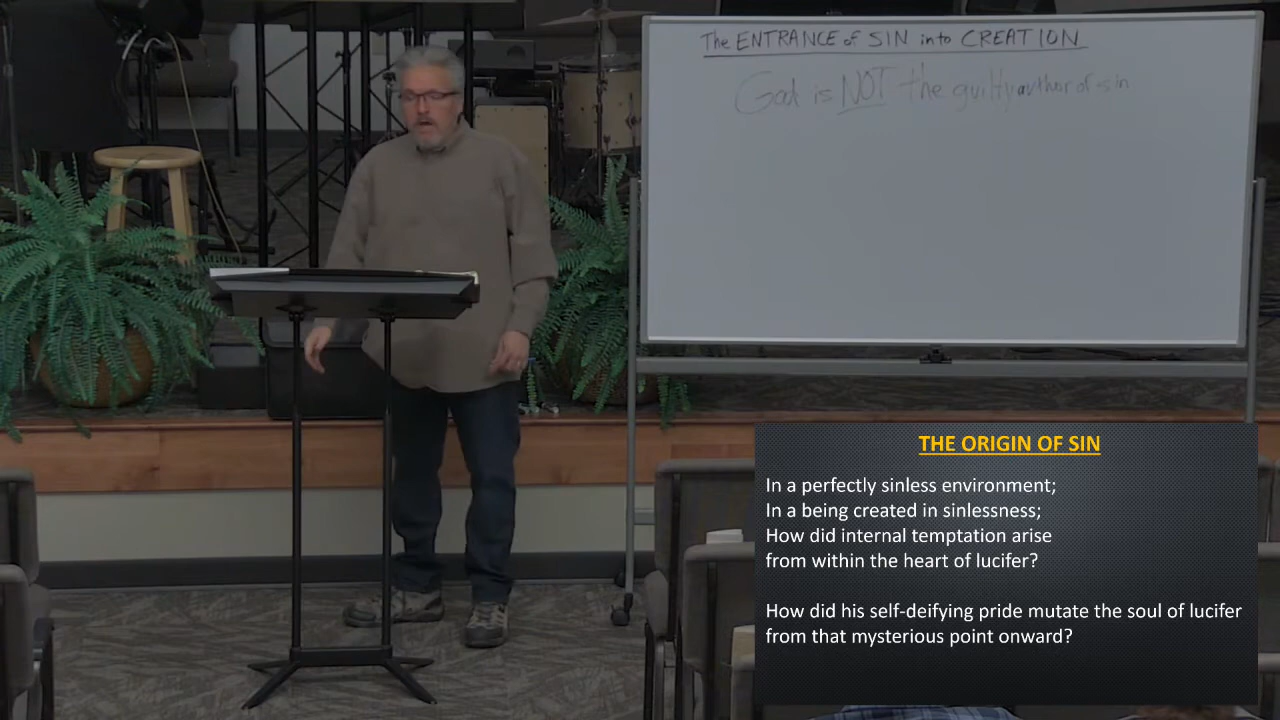 The ENTRANCE of SIN into CREATION
God is NOT the guilty author of sin
THE ORIGIN OF SIN
In a perfectly sinless environment;
In a being created in sinlessness;
How did internal temptation arise
from within the heart of lucifer?
How did his self-deifying pride mutate the soul of lucifer
from that mysterious point onward?